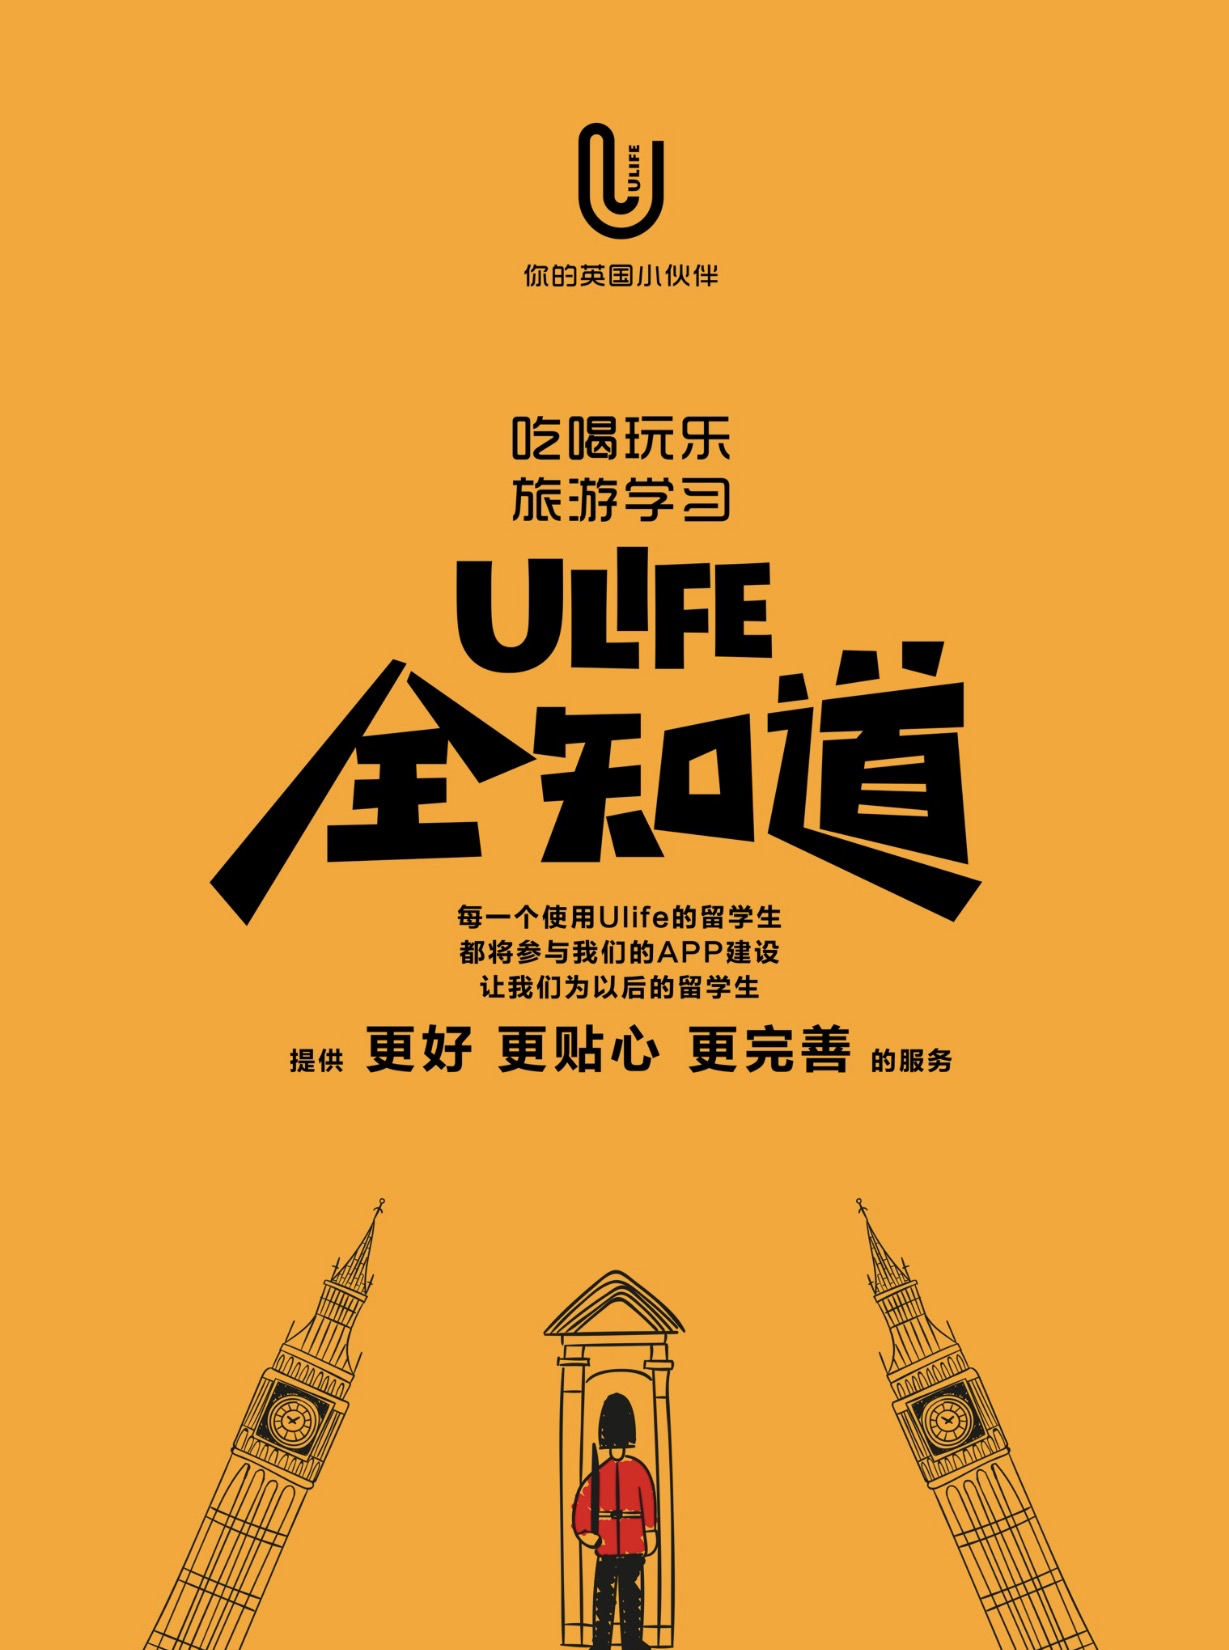 ULIFE
你的英国小伙伴
吃喝玩乐
旅游学习
ULIFE
全知道
每一个使用Ulife的留学生
都将参与我们的APP建设
让我们为以后的留学生
提供 更好 更贴心 更完善 的服务